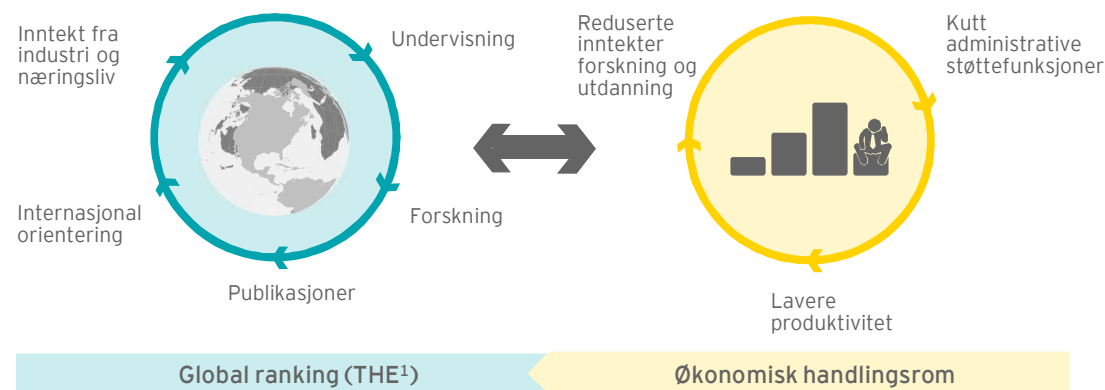 Inntekt fra
industri og
næringsliv
Undervisning
Internasjonal
orientering
Forskning
Publikasjoner
Reduserte
inntekter
forskning og
utdanning
Kutt
administrative
støttefunksjoner
Lavere
produktivitet
Global ranking (THE¹)
Økonomisk handlingsrom